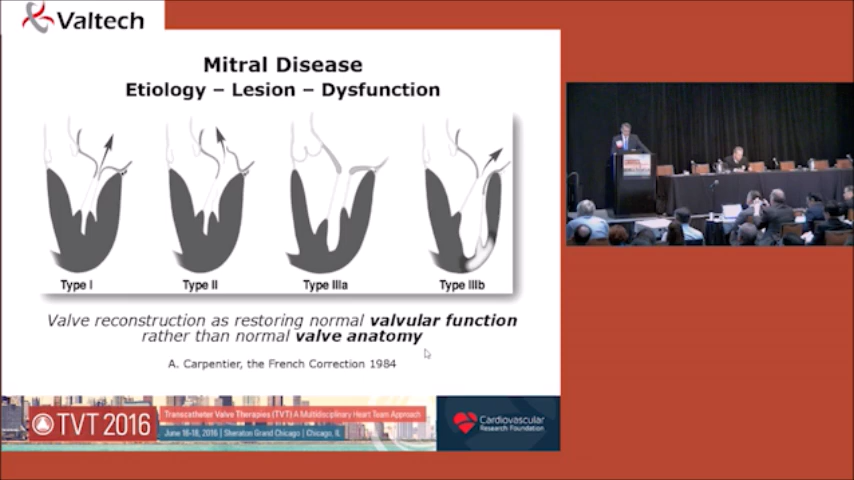 Valtech
Mitral Disease
Etiology – Lesion – Dysfunction
Type I
Type II
Type IIIa
Type IIIb
Valve reconstruction as restoring normal valvular function
rather than normal valve anatomy
A. Carpentier, the French Correction 1984
TVT 2016
Transcatheter Valve Therapies (TVT) A Multidisciplinary Heart Team Approach
June 16-18, 2016 | Sheraton Grand Chicago | Chicago, IL
Cardiovascular
Research Foundation